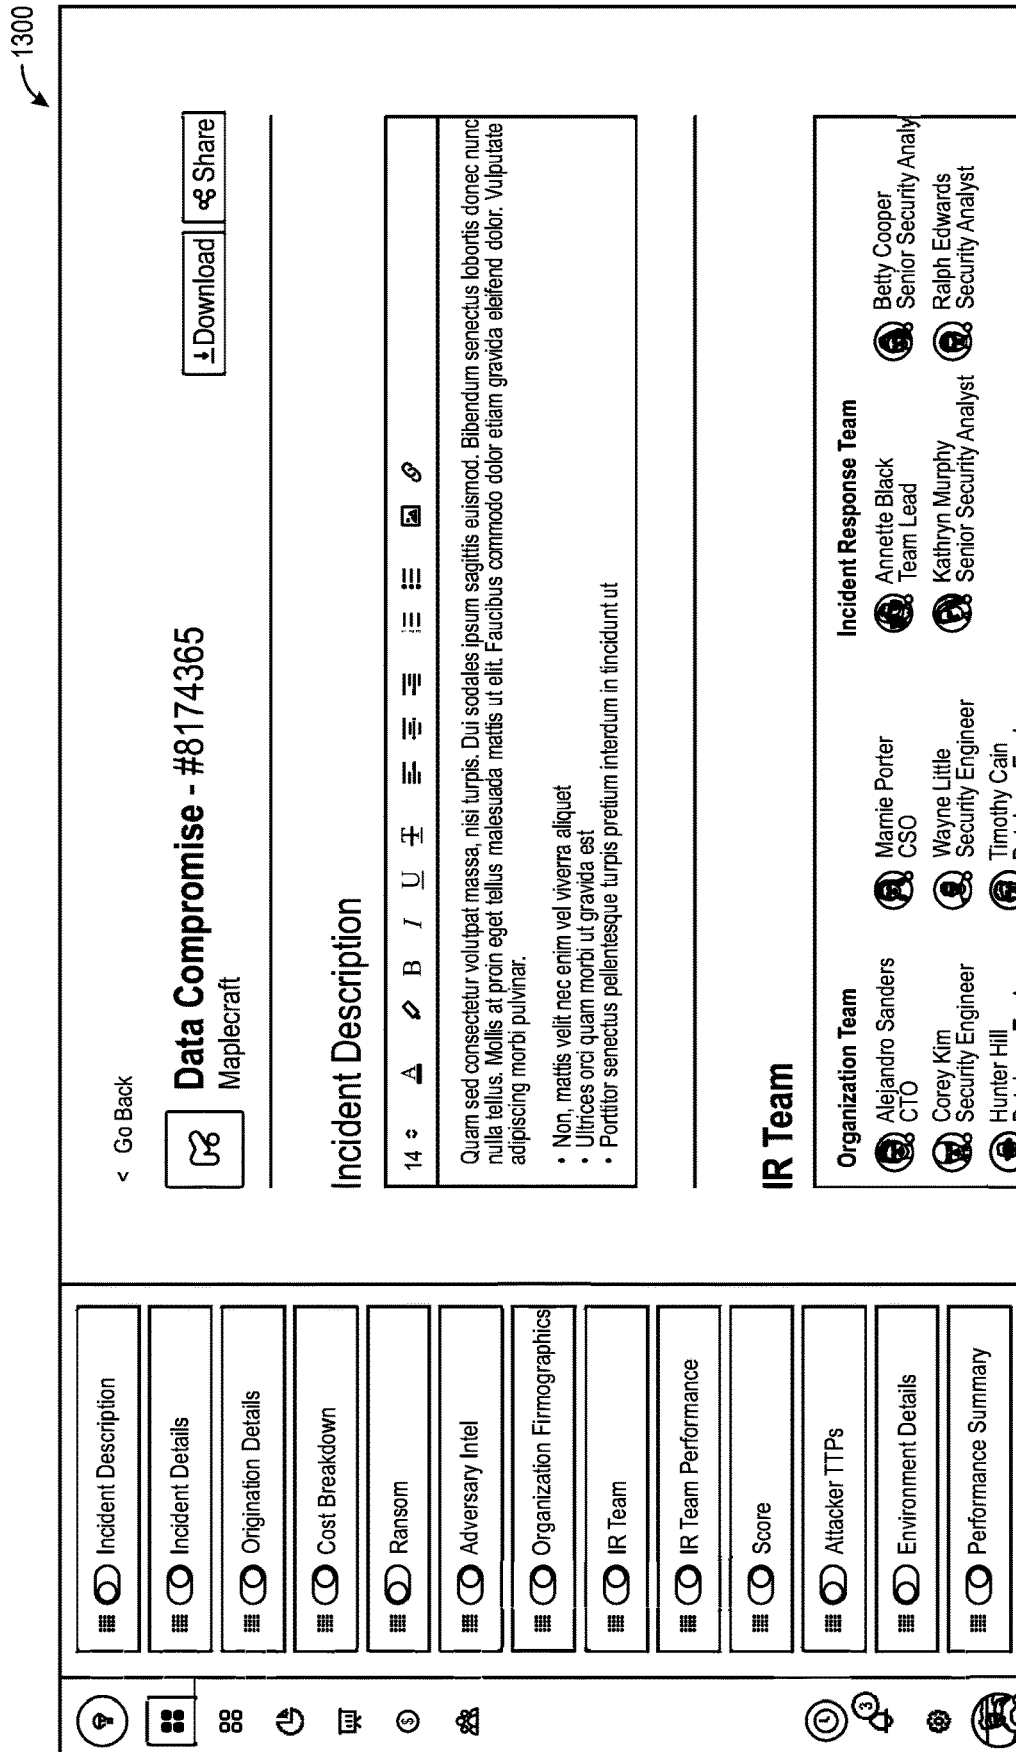 1300
Incident Description
Incident Details
Origination Details
Cost Breakdown
Ransom
Adversary Intel
Organization Firmographics
IR Team
IR Team Performance
Score
Attacker TTPs
Environment Details
Performance Summary
3
< Go Back
Data Compromise - #8174365
Maplecraft
Download
Share
Incident Description
14 A B I U T
Quam sed consectetur volutpat massa, nisi turpis. Dui sodales ipsum sagittis euismod. Bibendum senectus lobortis donec nunc
nulla tellus. Mollis at proin eget tellus malesuada mattis ut elit. Faucibus commodo dolor etiam gravida eleifend dolor. Vulputate
adipiscing morbi pulvinar.
• Non, mattis velit nec enim vel viverra aliquet
• Ultrices orci quam morbi ut gravida est
• Porttitor senectus pellentesque turpis pretium interdum in tincidunt ut
IR Team
Organization Team
Alejandro Sanders
CTO
Marnie Porter
CSO
Corey Kim
Security Engineer
Wayne Little
Security Engineer
Hunter Hill
Timothy Cain
Incident Response Team
Annette Black
Team Lead
Betty Cooper
Senior Security Analy
Kathryn Murphy
Senior Security Analyst
Ralph Edwards
Security Analyst